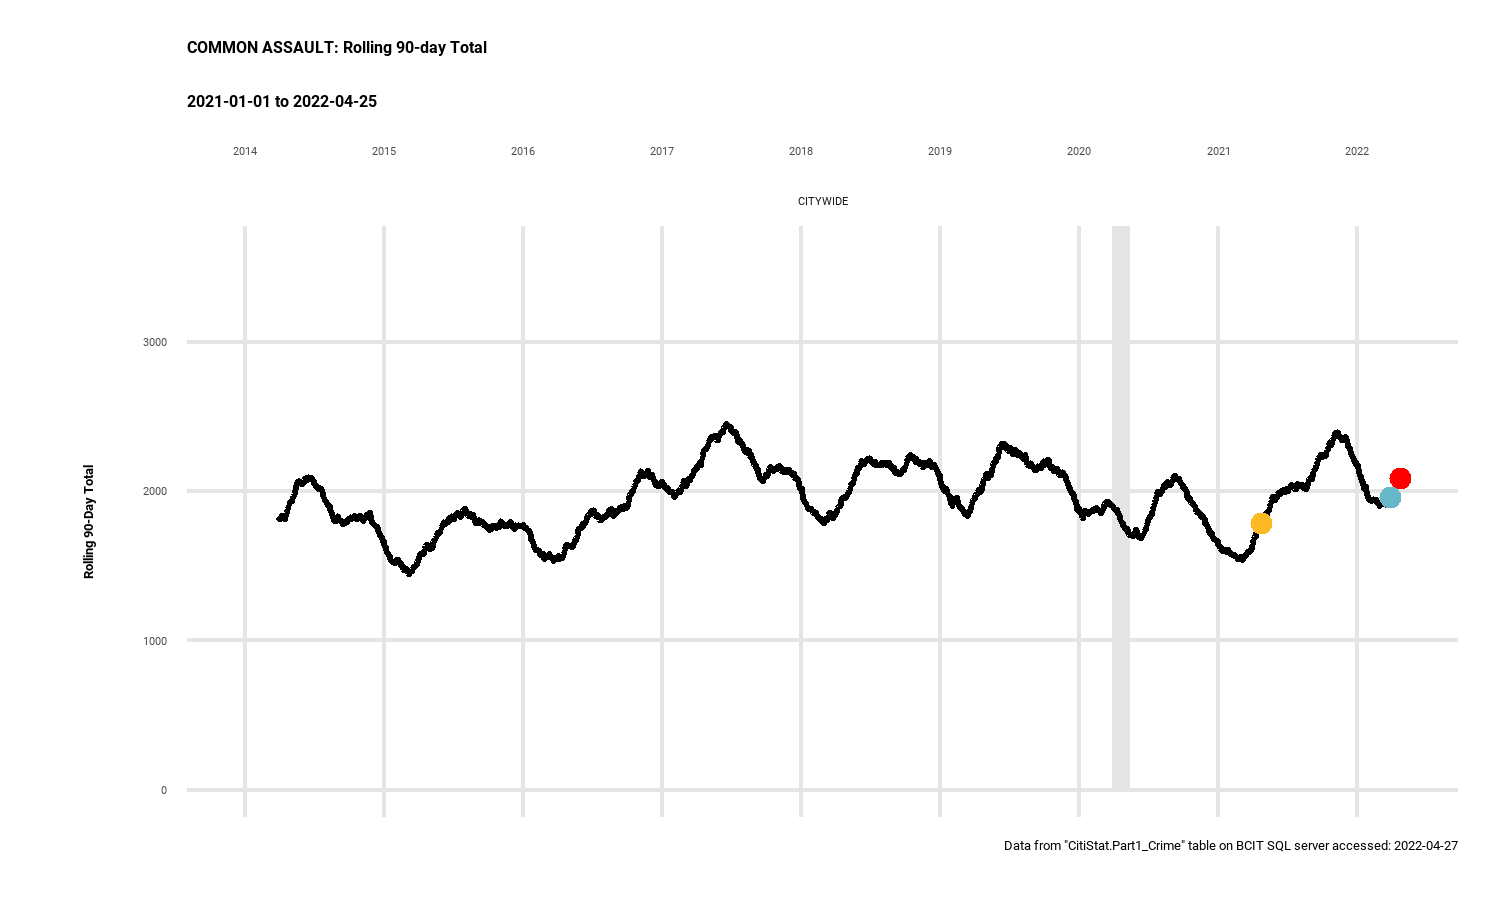 COMMON ASSAULT: Rolling 90-day Total
2021-01-01 to 2022-04-25
2014 2015 2016 2017 2018 2019 2020 2021 2022
CITYWIDE
3000
2000
1000
0
Rolling 90-Day Total
Data from "CitiStat.Part1_Crime" table on BCIT SQL server accessed: 2022-04-27